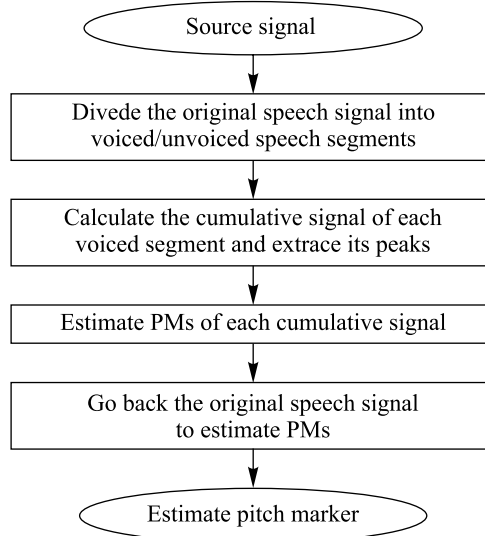 Source signal
Divede the original speech signal into
voiced/unvoiced speech segments
Calculate the cumulative signal of each
voiced segment and extrace its peaks
Estimate PMs of each cumulative signal
Go back the original speech signal
to estimate PMs
Estimate pitch marker